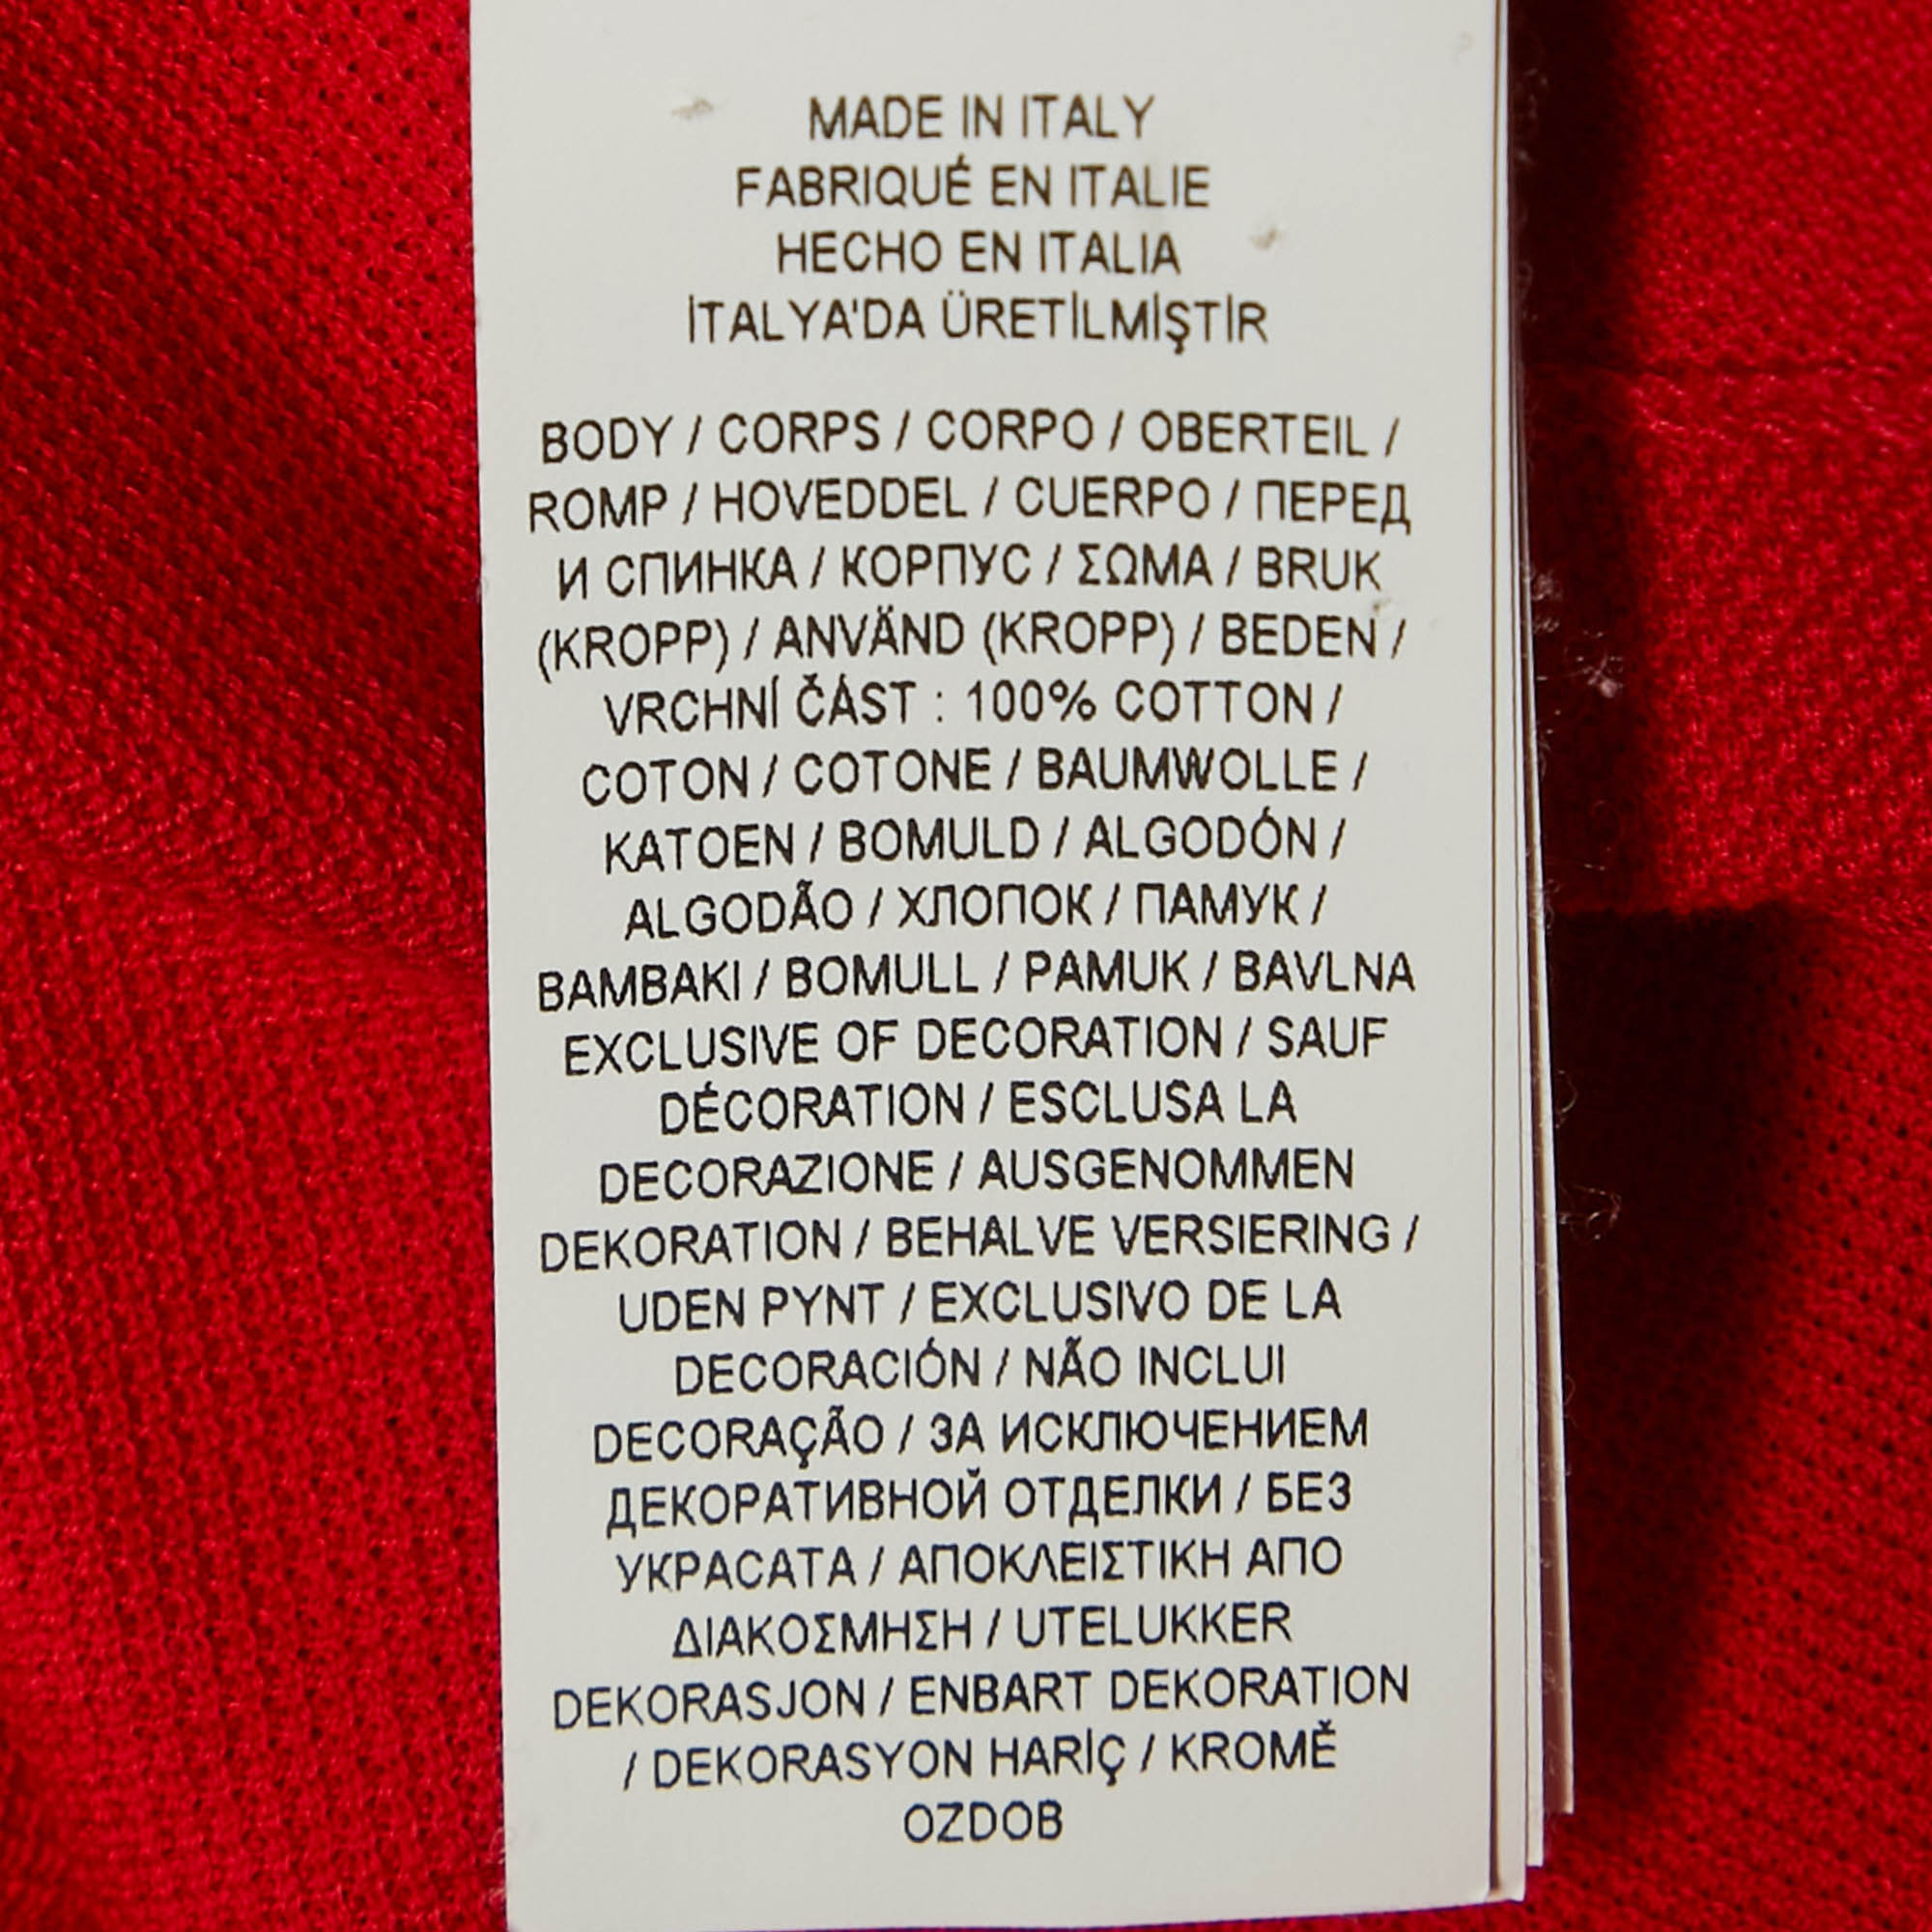 MADE IN ITALY
FABRIQUÉ EN ITALIE
HECHO EN ITALIA
İTALYA'DA ÜRETİLMİŞTİR
BODY / CORPS / CORPO / OBERTEIL /
ROMP / HOVEDDEL / CUERPO / ПЕРЕД
И СПИНКА / КОРПУС / ΣΩΜΑ / BRUK
(KROPP) / ANVÄND (KROPP) / BEDEN /
VRCHNÍ ČÁST : 100% COTTON /
COTON / COTONE / BAUMWOLLE /
KATOEN / BOMULD / ALGODÓN /
ALGODÃO / ХЛОПОК / ПАМУК /
BAMBAKI / BOMULL / PAMUK / BAVLNA
EXCLUSIVE OF DECORATION / SAUF
DÉCORATION / ESCLUSA LA
DECORAZIONE / AUSGENOMMEN
DEKORATION / BEHALVE VERSIERING /
UDEN PYNT / EXCLUSIVO DE LA
DECORACIÓN / NÃO INCLUI
DECORAÇÃO / ЗА ИСКЛЮЧЕНИЕМ
ДЕКОРАТИВНОЙ ОТДЕЛКИ / БЕЗ
УКРАСАТА / ΑΠΟΚΛΕΙΣΤΙΚΗ ΑΠΟ
ΔΙΑΚΟΣΜΗΣΗ / UTELUKKER
DEKORASJON / ENBART DEKORATION
/ DEKORASYON HARİÇ / KROMĚ
OZDOB